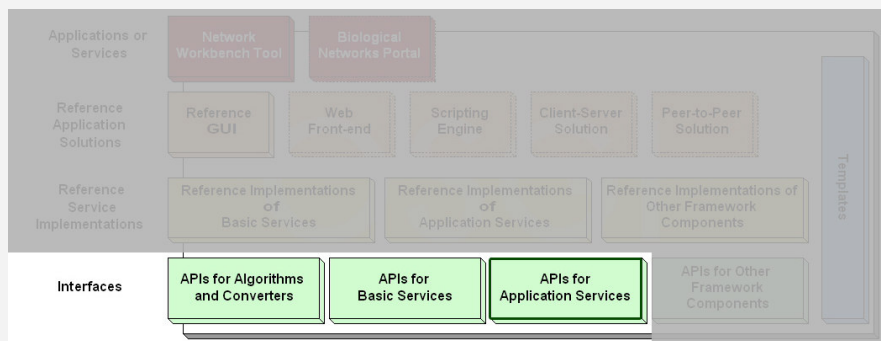 Applications or
Services
Network
Workbench Tool
Biological
Networks Portal
Reference
Application
Solutions
Reference
GUI
Web
Front-end
Scripting
Engine
Client-Server
Solution
Peer-to-Peer
Solution
Templates
Reference
Service
Implementations
Reference Implementations
of
Basic Services
Reference Implementations
of
Application Services
Reference Implementations of
Other Framework
Components
Interfaces
APIs for Algorithms
and Converters
APIs for
Basic Services
APIs for
Application Services
APIs for Other
Framework
Components